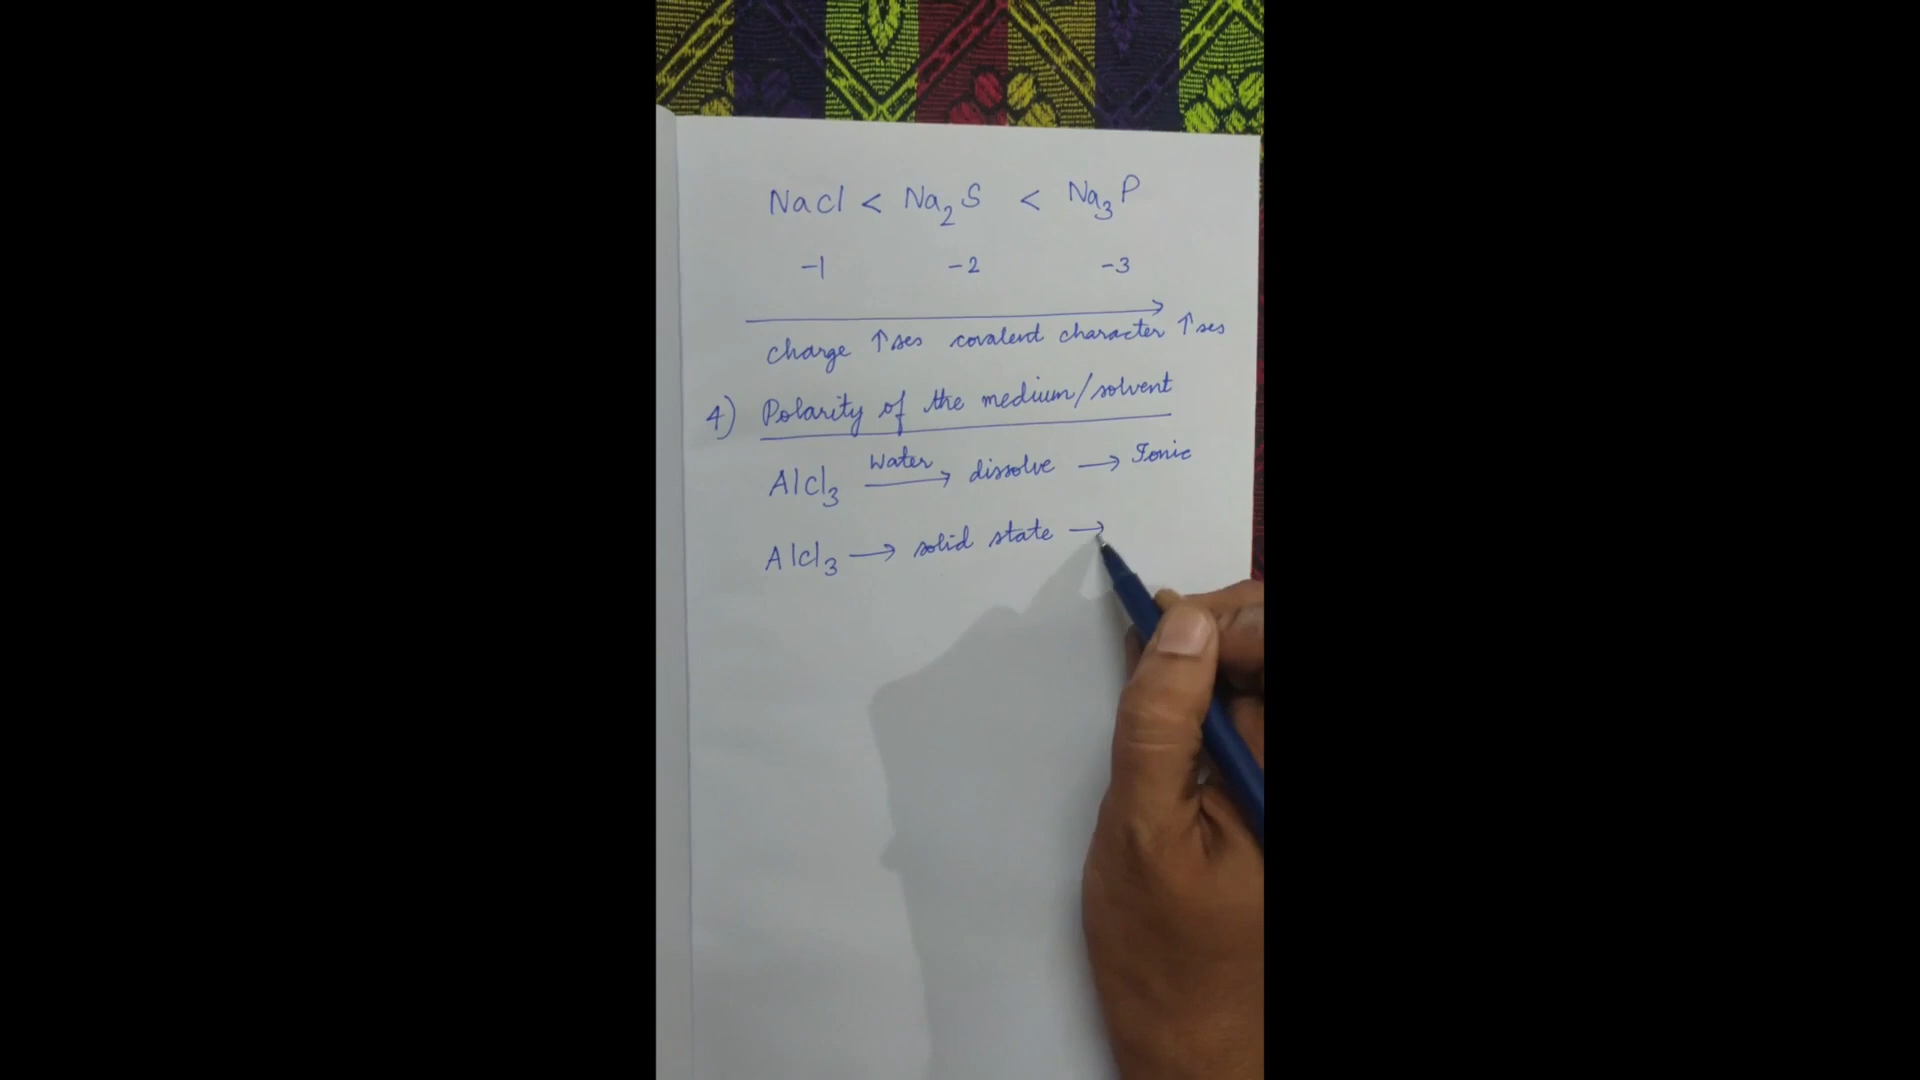 NaCl < Na₂S < Na₃P
-1 -2 -3
charge ↑ses covalent character ↑ses
4) Polarity of the medium/solvent
AlCl₃ Water → dissolve → Ionic
AlCl₃ → solid state →